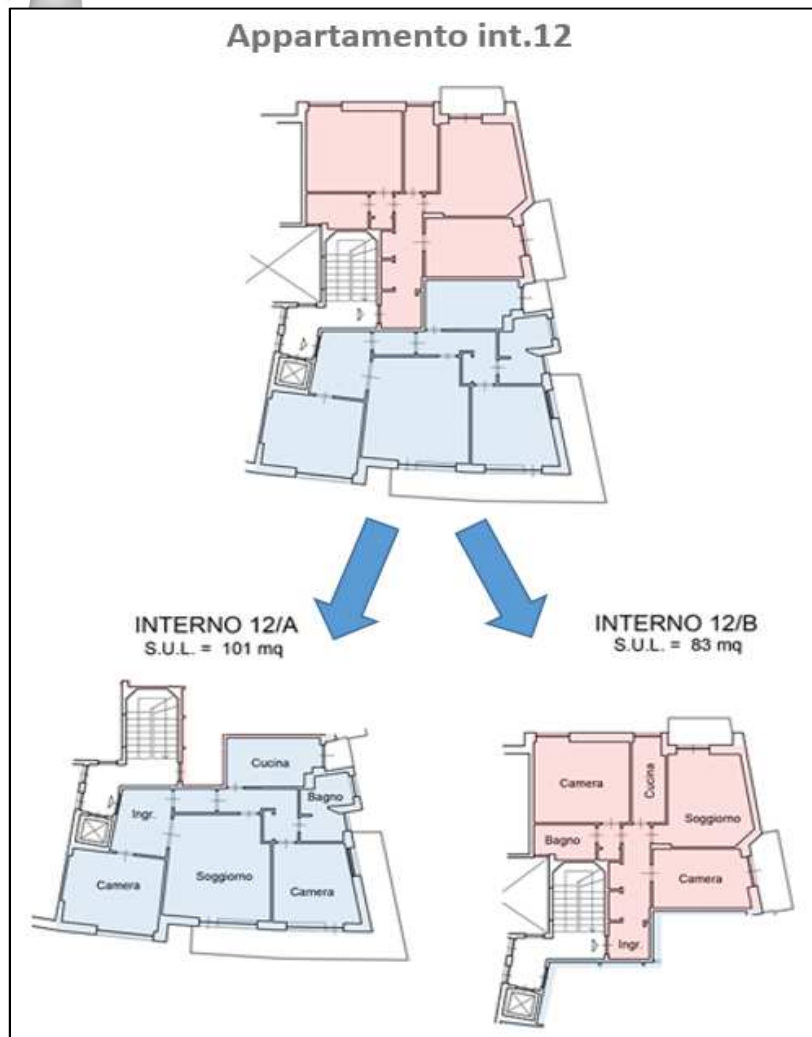 Appartamento int.12
INTERNO 12/A
S.U.L. = 101 mq
Cucina
Bagno
Ingr.
Soggiorno
Camera
Camera
INTERNO 12/B
S.U.L. = 83 mq
Camera
Cucina
Soggiorno
Bagno
Camera
Ingr.